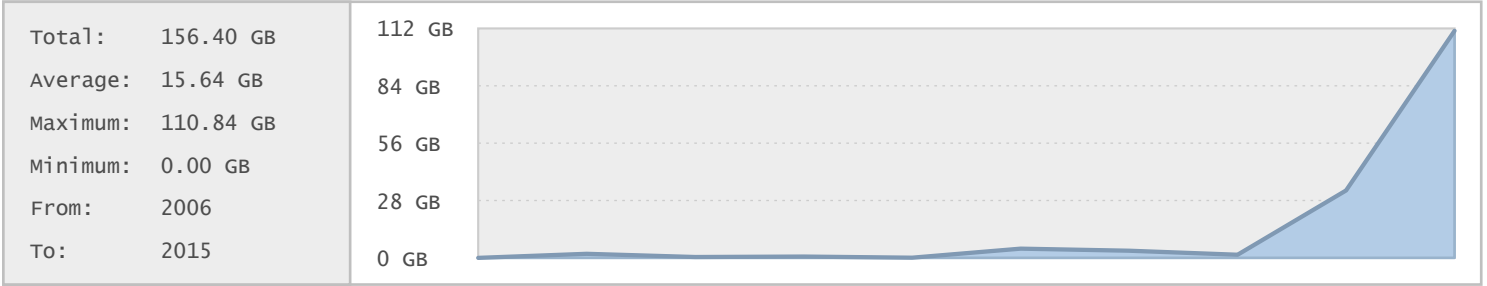 Total: 156.40 GB
Average: 15.64 GB
Maximum: 110.84 GB
Minimum: 0.00 GB
From: 2006
To: 2015
112 GB
84 GB
56 GB
28 GB
0 GB